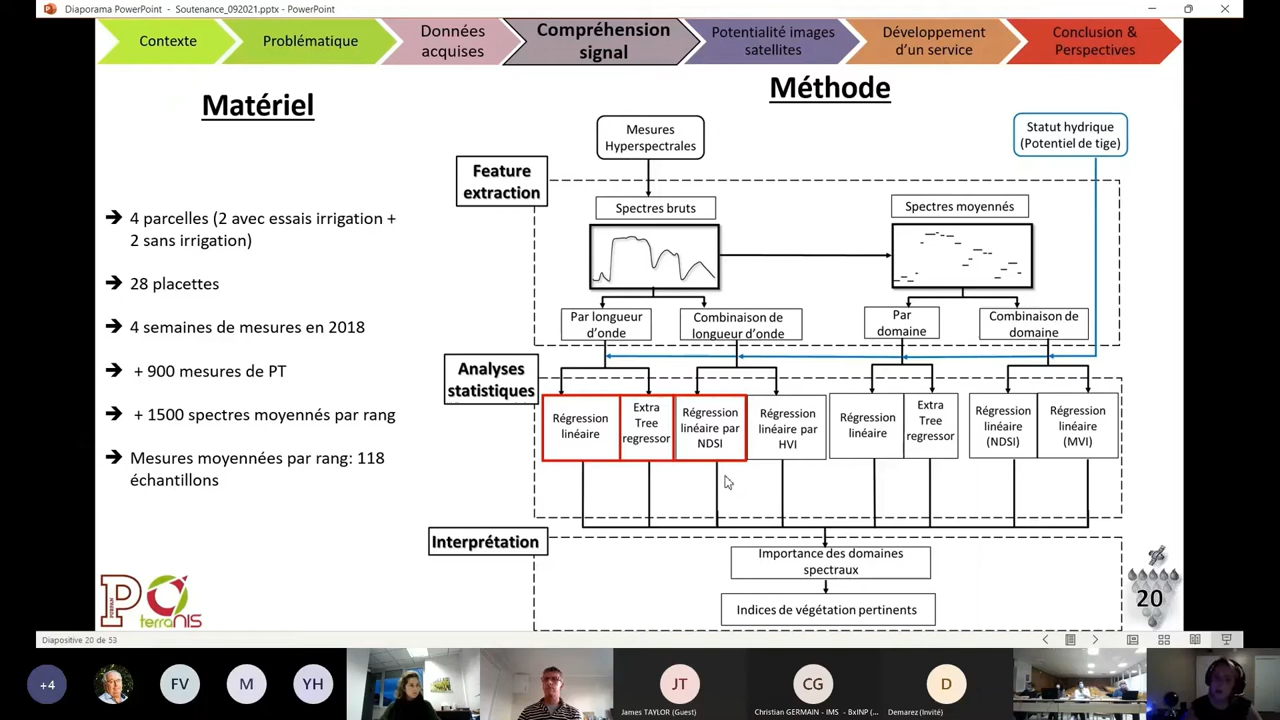 Diaporama PowerPoint - Soutenance_092021.pptx - PowerPoint
Contexte
Problématique
Données
acquises
Compréhension
signal
Potentialité images
satellites
Développement
d'un service
Conclusion &
Perspectives
Matériel
4 parcelles (2 avec essais irrigation +
2 sans irrigation)
28 placettes
4 semaines de mesures en 2018
+ 900 mesures de PT
+ 1500 spectres moyennés par rang
Mesures moyennées par rang: 118
échantillons
Méthode
Mesures
Hyperspectrales
Statut hydrique
(Potentiel de tige)
Feature
extraction
Spectres bruts
Spectres moyennés
Par longueur
d'onde
Combinaison de
longueur d'onde
Par
domaine
Combinaison de
domaine
Analyses
statistiques
Régression
linéaire
Extra
Tree
regressor
Régression
linéaire par
NDSI
Régression
linéaire par
HVI
Régression
linéaire
Extra
Tree
regressor
Régression
linéaire
(NDSI)
Régression
linéaire
(MVI)
Interprétation
Importance des domaines
spectraux
Indices de végétation pertinents
P
PURPAN
terraNIS
20
Diapositive 20 de 53
+4
FV
M
YH
JT
James TAYLOR (Guest)
CG
Christian GERMAIN - IMS - BxINP (...
D
Demarez (Invité)